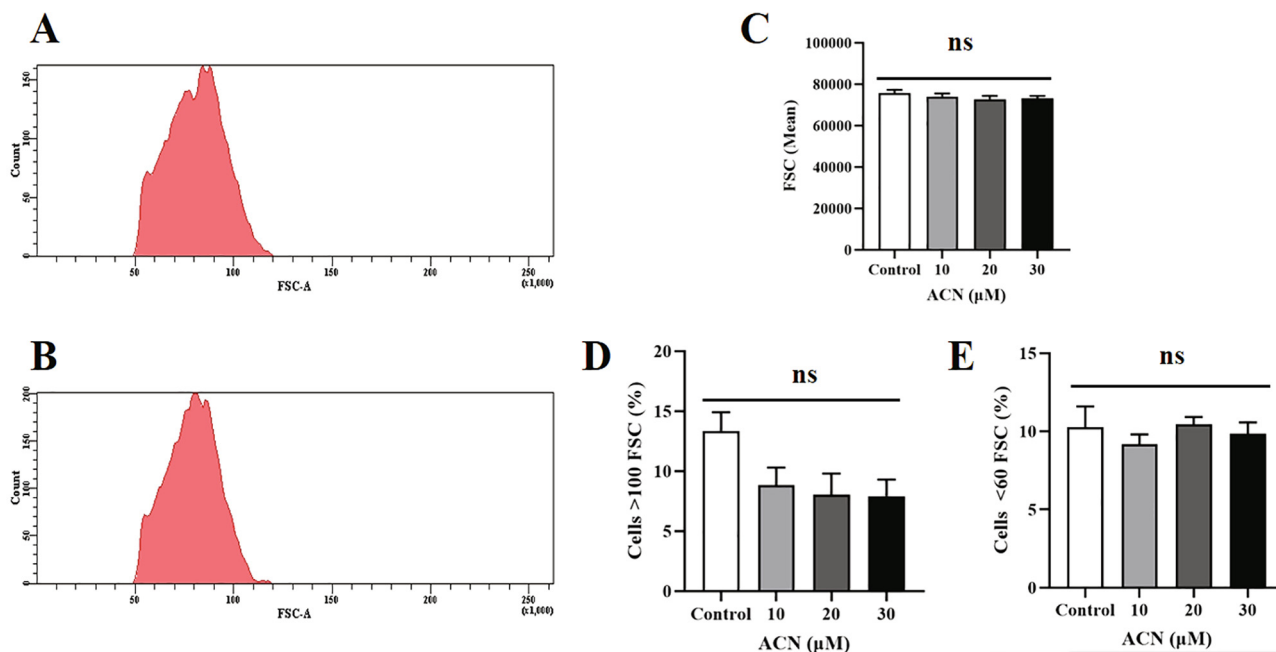 A
150
100
50
0
Count
50
100
150
200
250
(x1,000)
FSC-A
B
200
150
100
50
0
Count
50
100
150
200
250
(x1,000)
FSC-A
C
ns
100000
80000
60000
40000
20000
0
FSC (Mean)
Control 10 20 30
ACN (µM)
D
ns
20
15
10
5
0
Cells >100 FSC (%)
Control 10 20 30
ACN (µM)
E
ns
15
10
5
0
Cells <60 FSC (%)
Control 10 20 30
ACN (µM)